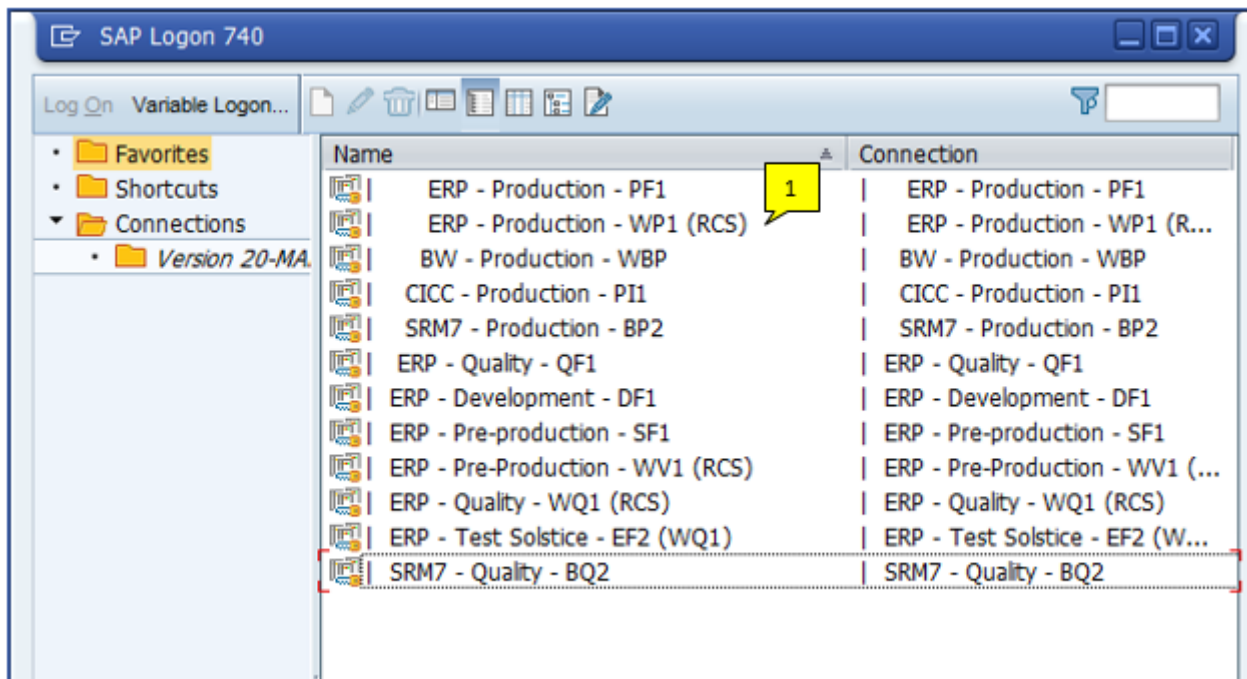 SAP Logon 740
Log On Variable Logon...
Favorites
Shortcuts
Connections
Version 20-MA.
Name Connection
| ERP - Production - PF1 | ERP - Production - PF1
1
| ERP - Production - WP1 (RCS) | ERP - Production - WP1 (R...
| BW - Production - WBP | BW - Production - WBP
| CICC - Production - PI1 | CICC - Production - PI1
| SRM7 - Production - BP2 | SRM7 - Production - BP2
| ERP - Quality - QF1 | ERP - Quality - QF1
| ERP - Development - DF1 | ERP - Development - DF1
| ERP - Pre-production - SF1 | ERP - Pre-production - SF1
| ERP - Pre-Production - WV1 (RCS) | ERP - Pre-Production - WV1 (...
| ERP - Quality - WQ1 (RCS) | ERP - Quality - WQ1 (RCS)
| ERP - Test Solstice - EF2 (WQ1) | ERP - Test Solstice - EF2 (W...
| SRM7 - Quality - BQ2 | SRM7 - Quality - BQ2